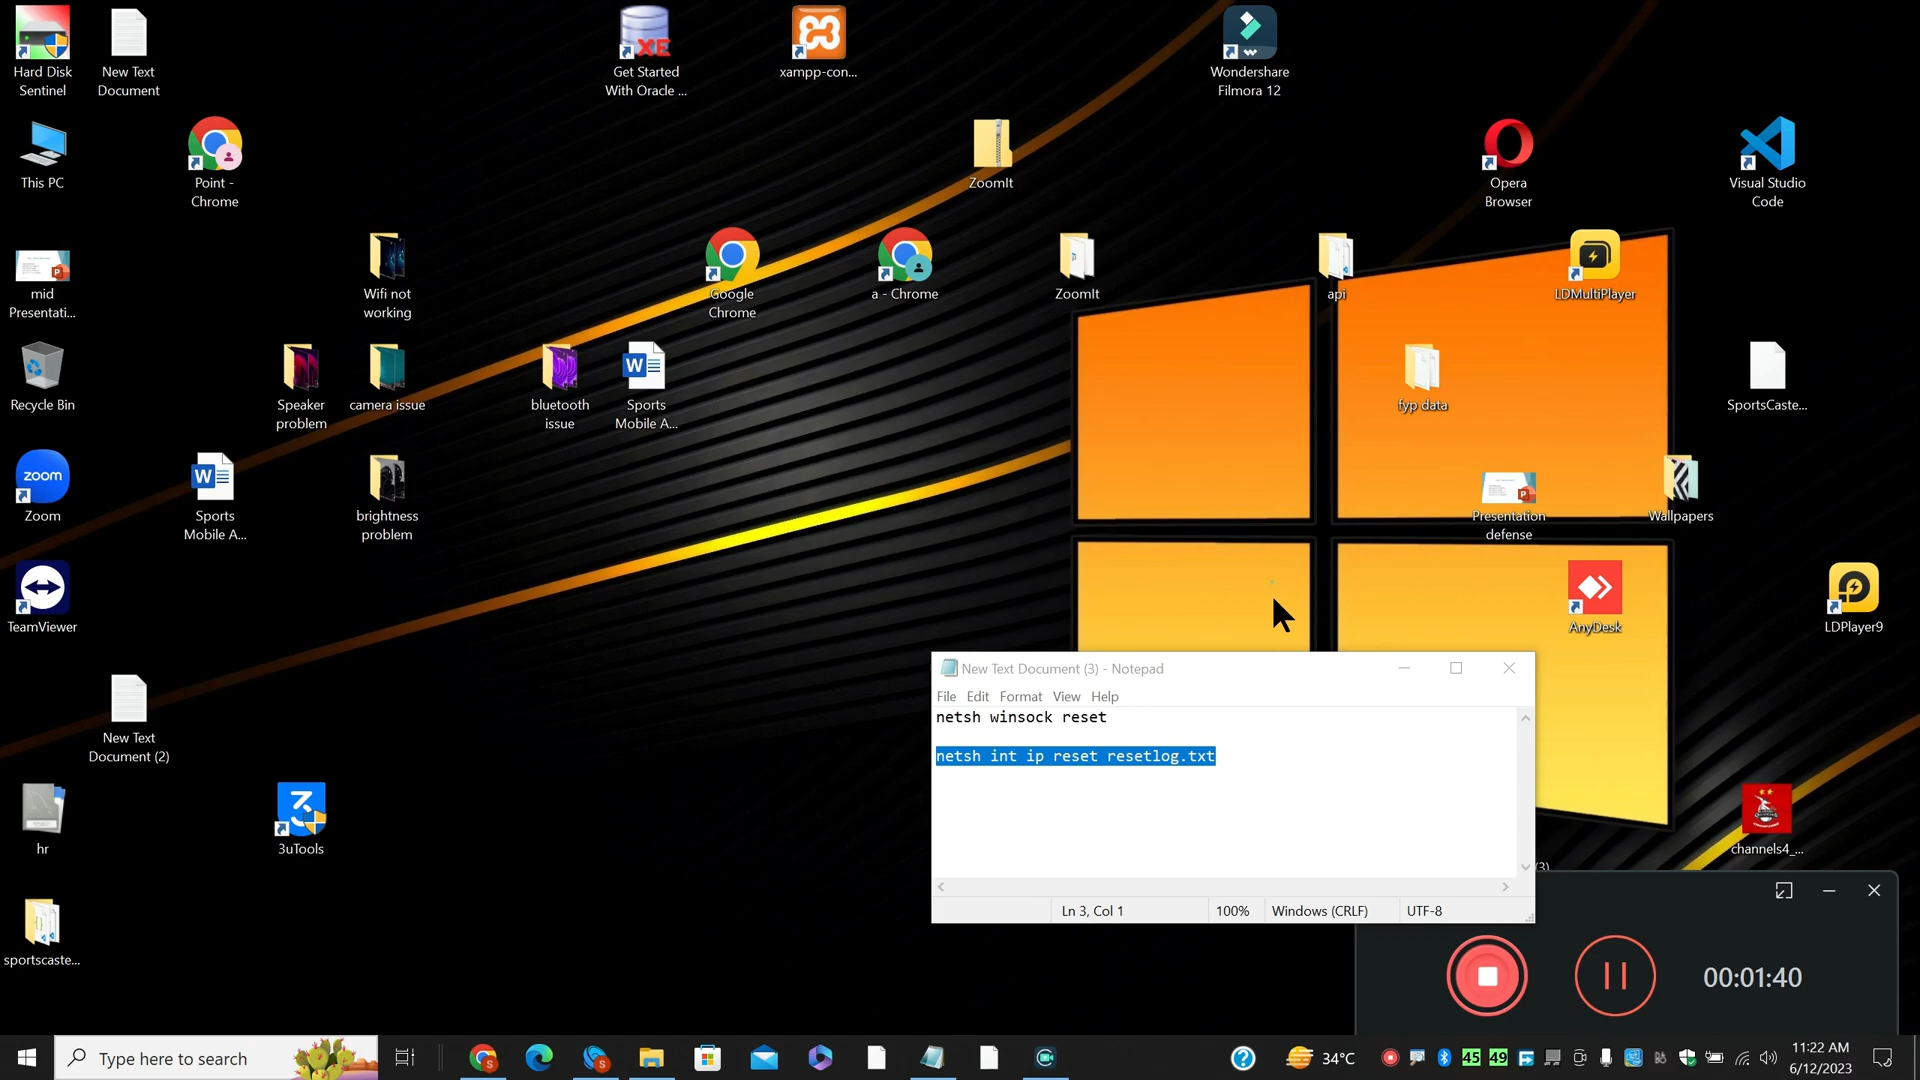 Hard Disk
Sentinel
New Text
Document
XE
Get Started
With Oracle ...
xampp-con...
Wondershare
Filmora 12
This PC
Point -
Chrome
ZoomIt
Opera
Browser
Visual Studio
Code
mid
Presentati...
Wifi not
working
Google
Chrome
a - Chrome
ZoomIt
api
LDMultiPlayer
Recycle Bin
Speaker
problem
camera issue
bluetooth
issue
Sports
Mobile A...
fyp data
SportsCaste...
zoom
Zoom
Sports
Mobile A...
brightness
problem
Presentation
defense
Wallpapers
TeamViewer
AnyDesk
LDPlayer9
New Text
Document (2)
New Text Document (3) - Notepad
File Edit Format View Help
netsh winsock reset
netsh int ip reset resetlog.txt
Ln 3, Col 1
100%
Windows (CRLF)
UTF-8
(3)
hr
3uTools
channels4_...
sportscaste...
00:01:40
Type here to search
34°C
45
49
11:22 AM
6/12/2023